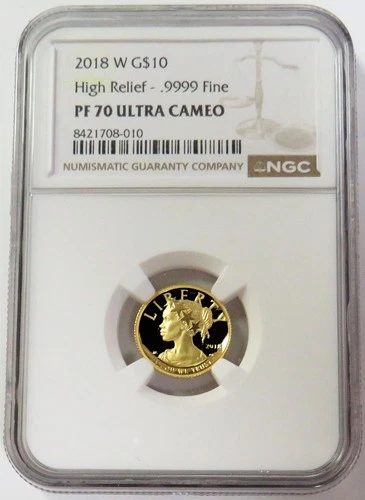 2018 W G$10
High Relief - .9999 Fine
PF 70 ULTRA CAMEO
8421708-010
NUMISMATIC GUARANTY COMPANY
NGC
LIBERTY
2018
IN GOD WE TRUST